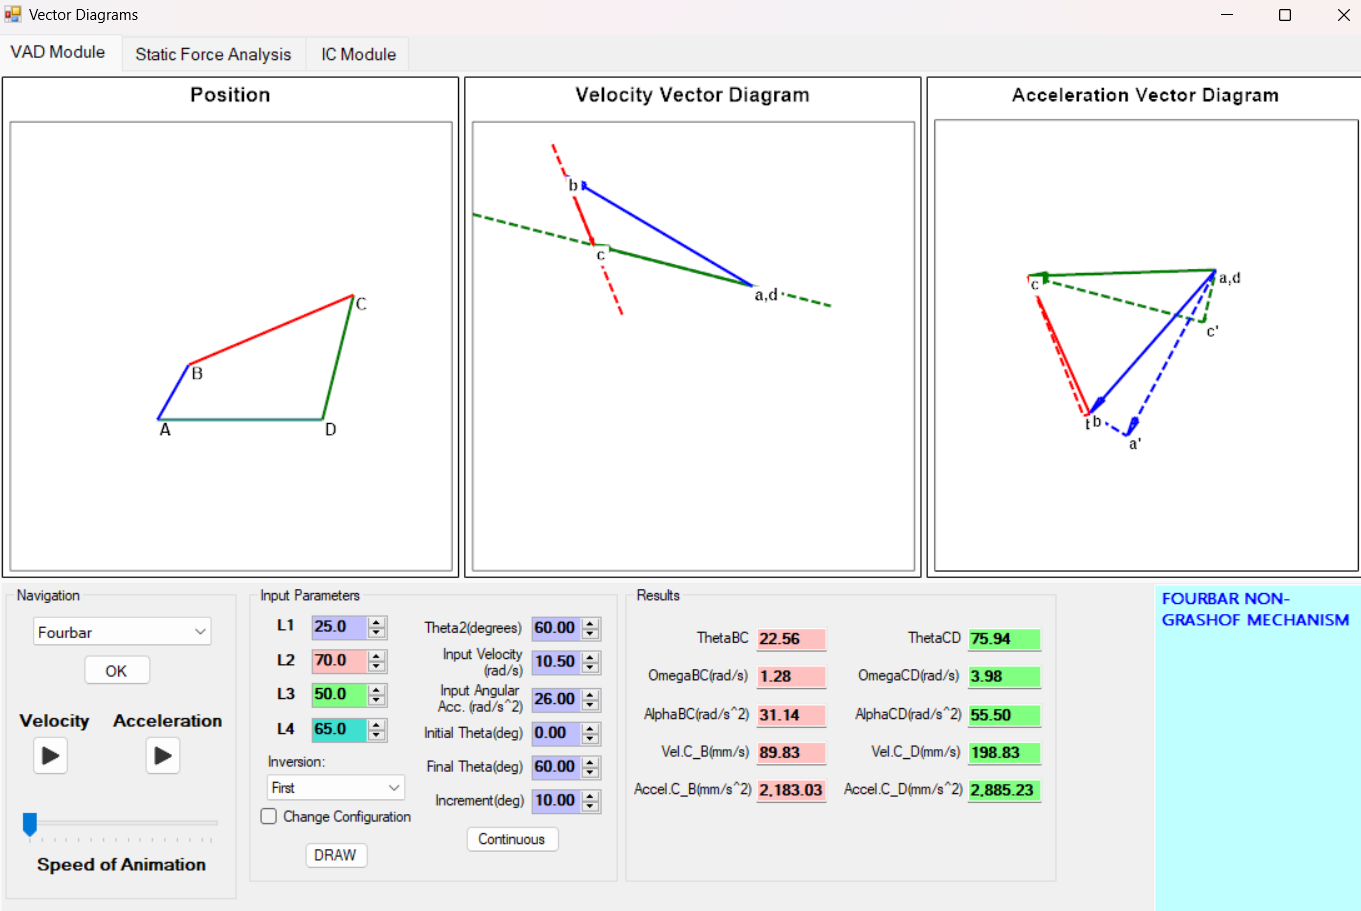 Vector Diagrams
VAD Module
Static Force Analysis
IC Module
Position
C
B
A
D
Velocity Vector Diagram
b
c
a,d
Acceleration Vector Diagram
a,d
c
c'
b
a'
Navigation
Fourbar
OK
Velocity
Acceleration
Speed of Animation
Input Parameters
L1 25.0
L2 70.0
L3 50.0
L4 65.0
Inversion:
First
Change Configuration
DRAW
Theta2(degrees) 60.00
Input Velocity
(rad/s) 10.50
Input Angular
Acc. (rad/s^2) 26.00
Initial Theta(deg) 0.00
Final Theta(deg) 60.00
Increment(deg) 10.00
Continuous
Results
ThetaBC 22.56 ThetaCD 75.94
OmegaBC(rad/s) 1.28 OmegaCD(rad/s) 3.98
AlphaBC(rad/s^2) 31.14 AlphaCD(rad/s^2) 55.50
Vel.C_B(mm/s) 89.83 Vel.C_D(mm/s) 198.83
Accel.C_B(mm/s^2) 2,183.03 Accel.C_D(mm/s^2) 2,885.23
FOURBAR NON-
GRASHOF MECHANISM